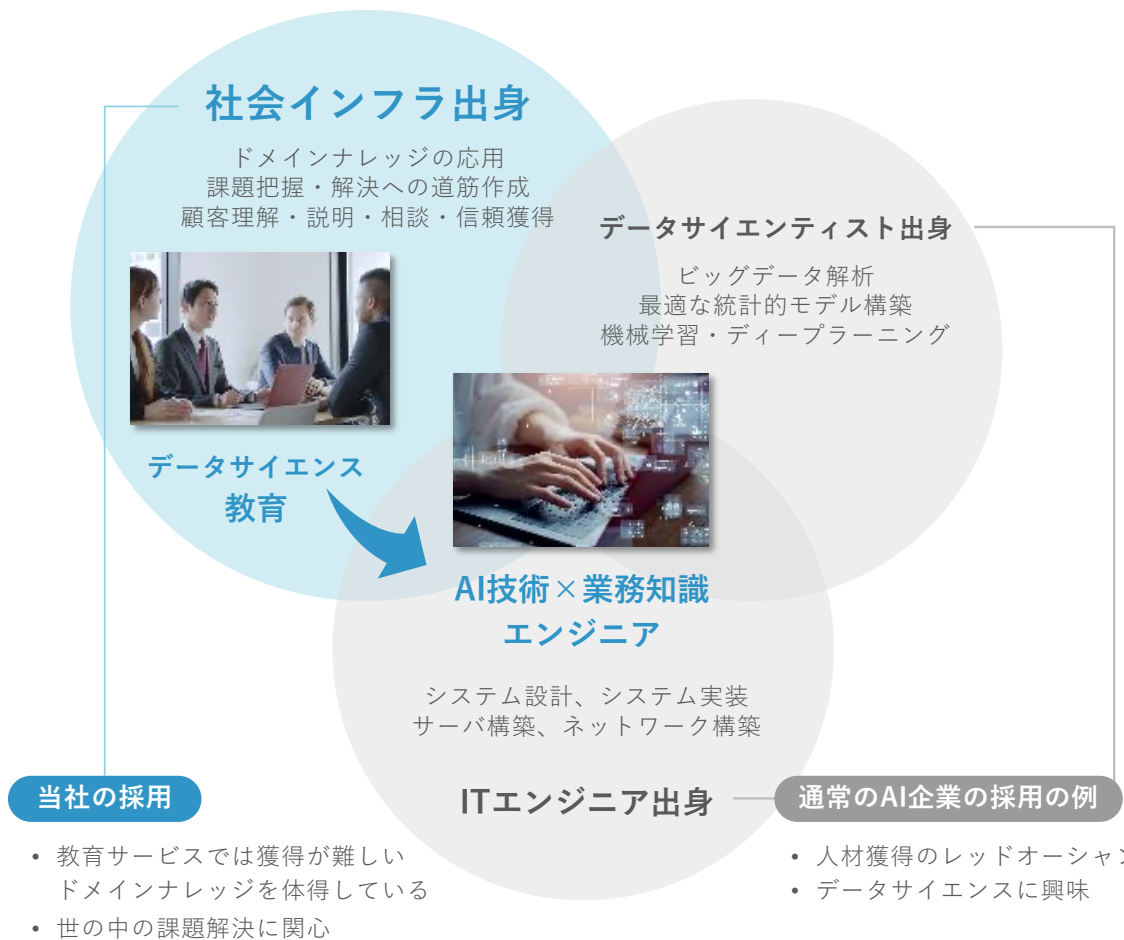 社会インフラ出身
ドメインナレッジの応用
課題把握・解決への道筋作成
顧客理解・説明・相談・信頼獲得
データサイエンティスト出身
ビッグデータ解析
最適な統計的モデル構築
機械学習・ディープラーニング
データサイエンス
教育
AI技術×業務知識
エンジニア
システム設計、システム実装
サーバ構築、ネットワーク構築
ITエンジニア出身
当社の採用
• 教育サービスでは獲得が難しい
ドメインナレッジを体得している
• 世の中の課題解決に関心
通常のAI企業の採用の例
• 人材獲得のレッドオーシャン
• データサイエンスに興味